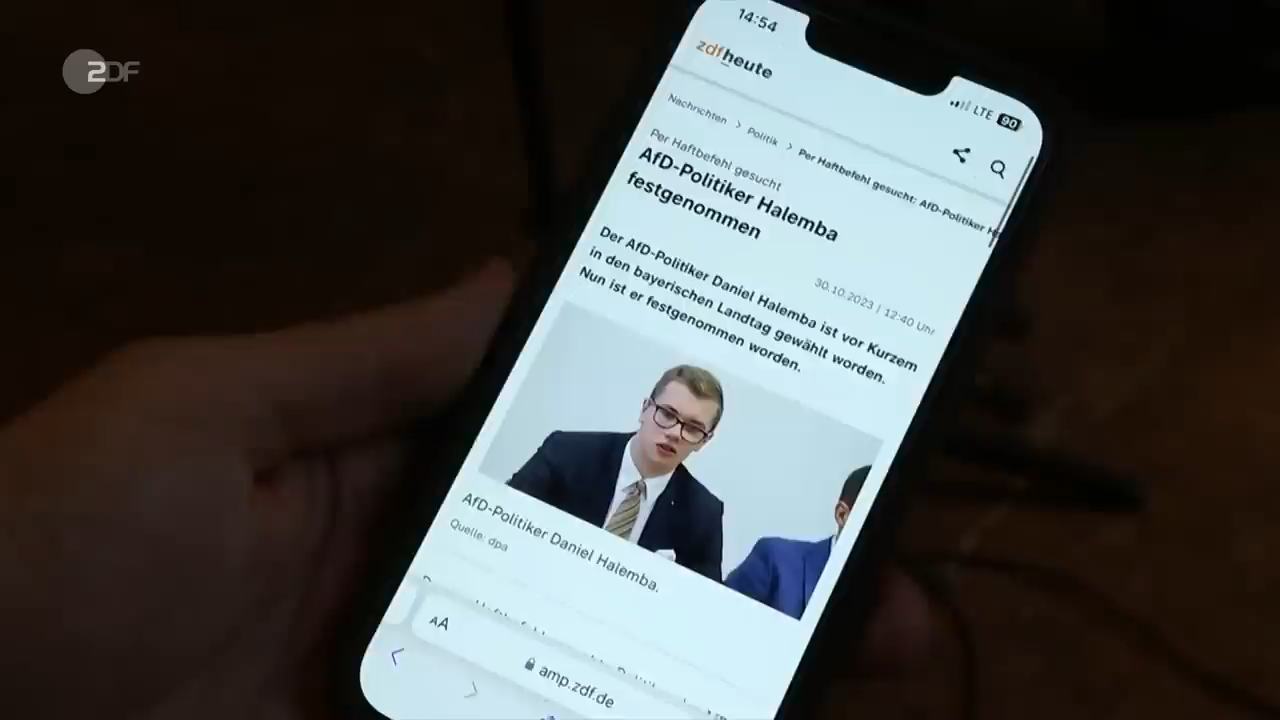 ZDF
14:54
LTE 90
zdfheute
Nachrichten > Politik > Per Haftbefehl gesucht: AfD-Politiker
Per Haftbefehl gesucht
AfD-Politiker Halemba
festgenommen
30.10.2023 | 12:40 Uhr
Der AfD-Politiker Daniel Halemba ist vor Kurzem
in den bayerischen Landtag gewählt worden.
Nun ist er festgenommen worden.
AfD-Politiker Daniel Halemba.
Quelle: dpa
AA
amp.zdf.de